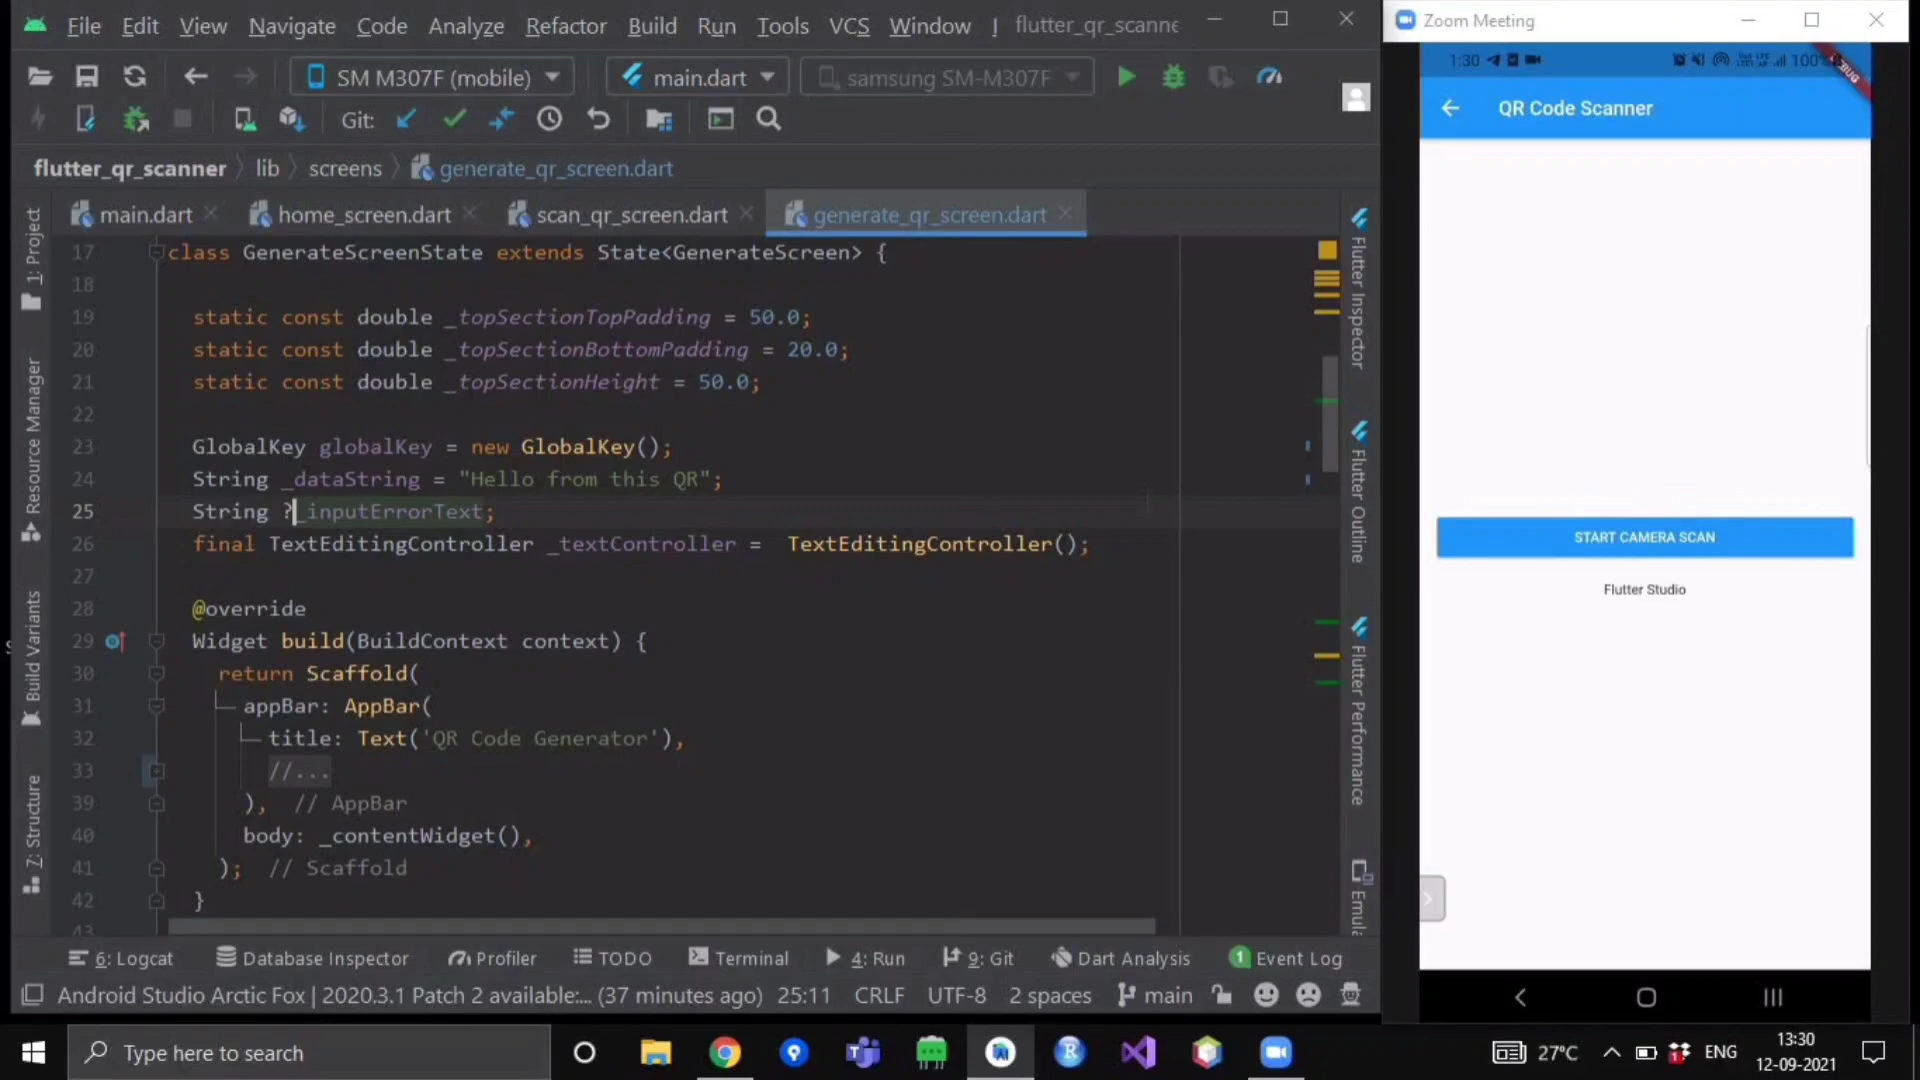 File Edit View Navigate Code Analyze Refactor Build Run Tools VCS Window flutter_qr_scanne
SM M307F (mobile) main.dart samsung SM-M307F
Git:
flutter_qr_scanner lib screens generate_qr_screen.dart
main.dart home_screen.dart scan_qr_screen.dart generate_qr_screen.dart
17 class GenerateScreenState extends State<GenerateScreen> {
18
19 static const double _topSectionTopPadding = 50.0;
20 static const double _topSectionBottomPadding = 20.0;
21 static const double _topSectionHeight = 50.0;
22
23 GlobalKey globalKey = new GlobalKey();
24 String _dataString = "Hello from this QR";
25 String ?_inputErrorText;
26 final TextEditingController _textController = TextEditingController();
27
28 @override
29 Widget build(BuildContext context) {
30 return Scaffold(
31 appBar: AppBar(
32 title: Text('QR Code Generator'),
33 //...
39 ), // AppBar
40 body: _contentWidget(),
41 ); // Scaffold
42 }
43
1: Project
Resource Manager
Build Variants
7: Structure
Flutter Inspector
Flutter Outline
Flutter Performance
Emula
6: Logcat Database Inspector Profiler TODO Terminal 4: Run 9: Git Dart Analysis 1 Event Log
Android Studio Arctic Fox | 2020.3.1 Patch 2 available:... (37 minutes ago) 25:11 CRLF UTF-8 2 spaces main
Zoom Meeting
1:30 100%
QR Code Scanner
START CAMERA SCAN
Flutter Studio
Type here to search
27°C ENG
13:30
12-09-2021